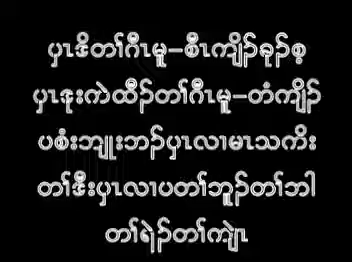 ပှၤဒိတၢ်ဂီၤမူ–စီၤကျိၣ်ခုၣ်စ့
ပှၤနုးကဲထီၣ်တၢ်ဂီၤမူ–တံကျိၣ်
ပစံးဘျုးဘၣ်ပှၤလၢမၤသကိး
တၢ်ဒီးပှၤလၢပတၢ်ဘူၣ်တၢ်ဘါ
တၢ်ရဲၣ်တၢ်ကျဲၤ